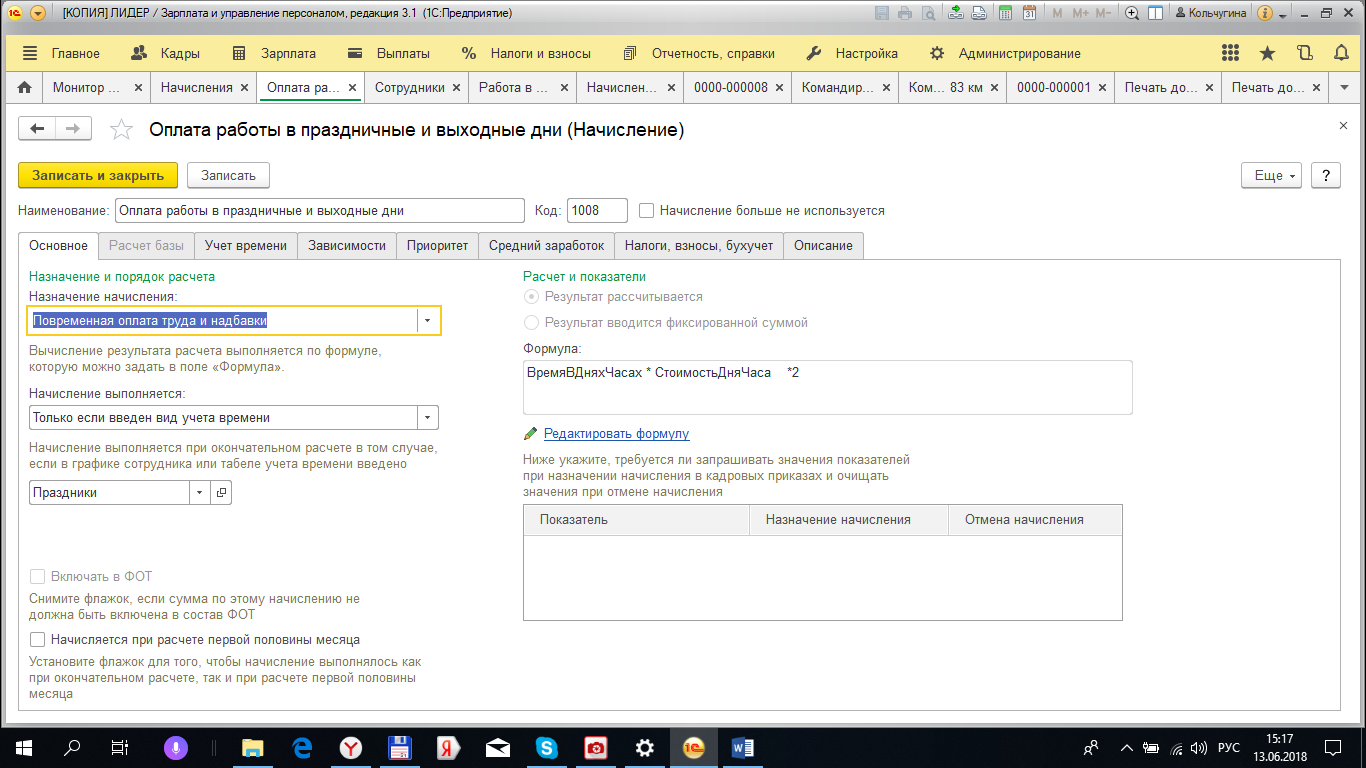 [КОПИЯ] ЛИДЕР / Зарплата и управление персоналом, редакция 3.1 (1С:Предприятие)
M M+ M- Кольчугина
Главное Кадры Зарплата Выплаты Налоги и взносы Отчетность, справки Настройка Администрирование
Монитор ... Начисления Оплата ра... Сотрудники Работа в ... Начислен... 0000-000008 Командир... Ком... 83 км 0000-000001 Печать до... Печать до...
Оплата работы в праздничные и выходные дни (Начисление)
Записать и закрыть Записать Еще ?
Наименование: Оплата работы в праздничные и выходные дни Код: 1008 Начисление больше не используется
Основное Расчет базы Учет времени Зависимости Приоритет Средний заработок Налоги, взносы, бухучет Описание
Назначение и порядок расчета
Назначение начисления:
Повременная оплата труда и надбавки
Вычисление результата расчета выполняется по формуле,
которую можно задать в поле «Формула».
Начисление выполняется:
Только если введен вид учета времени
Начисление выполняется при окончательном расчете в том случае,
если в графике сотрудника или табеле учета времени введено
Праздники
Включать в ФОТ
Снимите флажок, если сумма по этому начислению не
должна быть включена в состав ФОТ
Начисляется при расчете первой половины месяца
Установите флажок для того, чтобы начисление выполнялось как
при окончательном расчете, так и при расчете первой половины
месяца
Расчет и показатели
Результат рассчитывается
Результат вводится фиксированной суммой
Формула:
ВремяВДняхЧасах * СтоимостьДняЧаса *2
Редактировать формулу
Ниже укажите, требуется ли запрашивать значения показателей
при назначении начисления в кадровых приказах и очищать
значения при отмене начисления
Показатель Назначение начисления Отмена начисления
РУС
15:17
13.06.2018